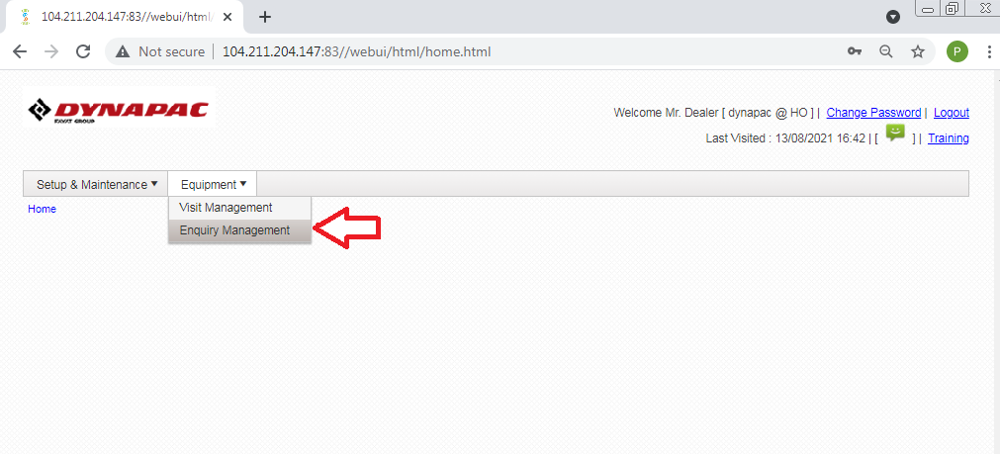 104.211.204.147:83//webui/html/
Not secure 104.211.204.147:83//webui/html/home.html
P
DYNAPAC
FAYAT GROUP
Welcome Mr. Dealer [ dynapac @ HO ] | Change Password | Logout
Last Visited : 13/08/2021 16:42 | [ ] | Training
Setup & Maintenance Equipment
Home
Visit Management
Enquiry Management